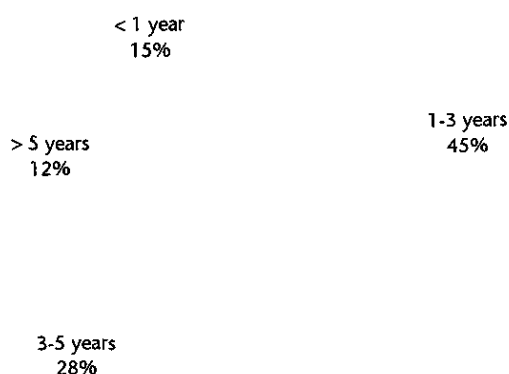 < 1 year
15%
1-3 years
45%
> 5 years
12%
3-5 years
28%